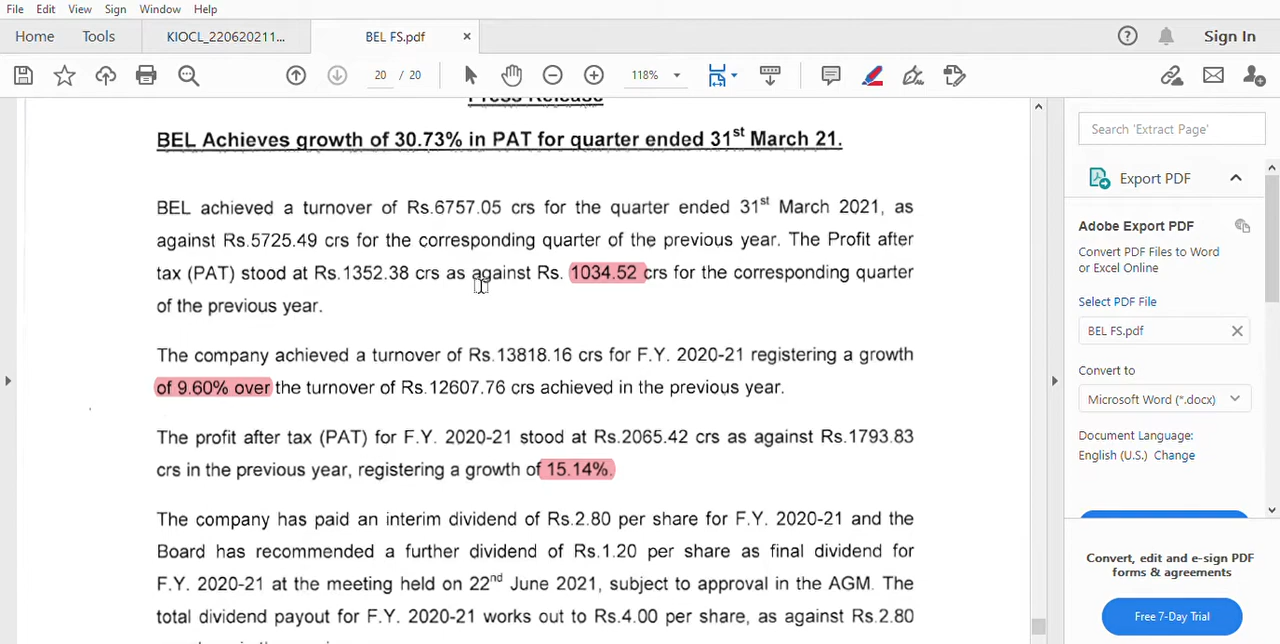 File Edit View Sign Window Help
Home Tools KIOCL_220620211... BEL FS.pdf × Sign In
20 / 20 118%
Press Release
BEL Achieves growth of 30.73% in PAT for quarter ended 31st March 21.
BEL achieved a turnover of Rs.6757.05 crs for the quarter ended 31st March 2021, as
against Rs.5725.49 crs for the corresponding quarter of the previous year. The Profit after
tax (PAT) stood at Rs.1352.38 crs as against Rs. 1034.52 crs for the corresponding quarter
of the previous year.
The company achieved a turnover of Rs.13818.16 crs for F.Y. 2020-21 registering a growth
of 9.60% over the turnover of Rs.12607.76 crs achieved in the previous year.
The profit after tax (PAT) for F.Y. 2020-21 stood at Rs.2065.42 crs as against Rs.1793.83
crs in the previous year, registering a growth of 15.14%.
The company has paid an interim dividend of Rs.2.80 per share for F.Y. 2020-21 and the
Board has recommended a further dividend of Rs.1.20 per share as final dividend for
F.Y. 2020-21 at the meeting held on 22nd June 2021, subject to approval in the AGM. The
total dividend payout for F.Y. 2020-21 works out to Rs.4.00 per share, as against Rs.2.80
Search 'Extract Page'
Export PDF
Adobe Export PDF
Convert PDF Files to Word
or Excel Online
Select PDF File
BEL FS.pdf
Convert to
Microsoft Word (*.docx)
Document Language:
English (U.S.) Change
Convert, edit and e-sign PDF
forms & agreements
Free 7-Day Trial